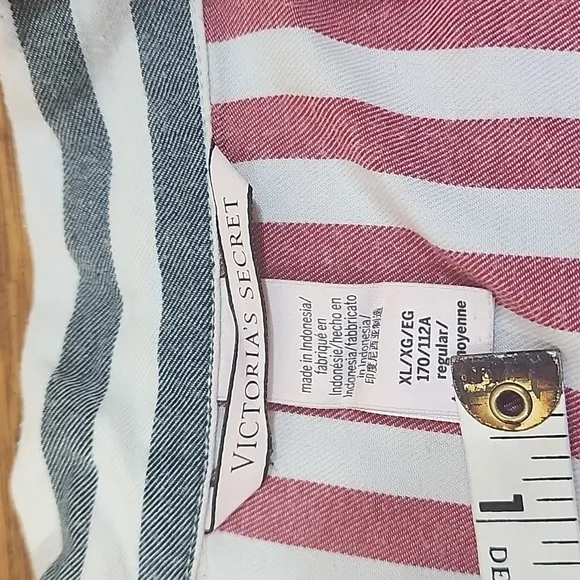 VICTORIA'S SECRET
made in Indonesia/
fabriqué en
Indonésie/hecho en
Indonesia/fabbricato
in Indonesia/
印度尼西亚制造
XL/XG/EG
170/112A
regular/
1
DE